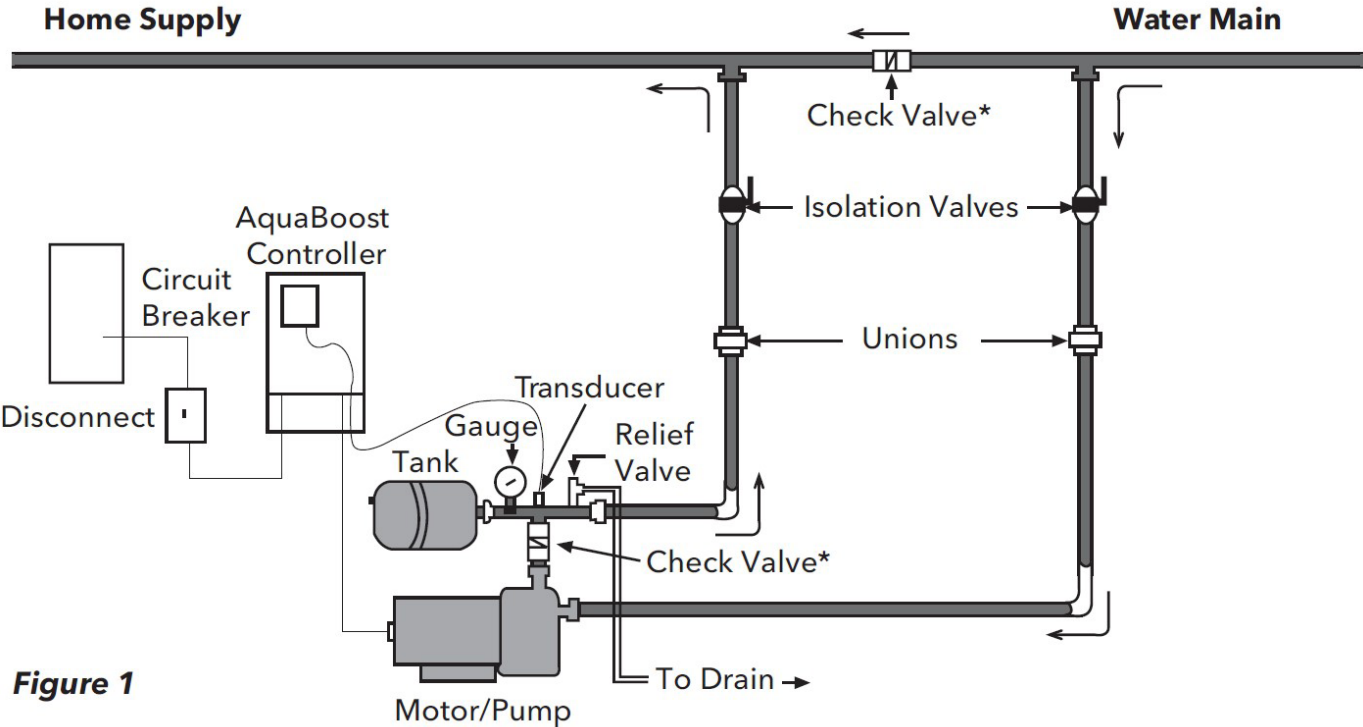 Home Supply
Water Main
Check Valve*
Isolation Valves
AquaBoost
Controller
Circuit
Breaker
Unions
Transducer
Disconnect
Gauge
Relief
Valve
Tank
Check Valve*
To Drain
Figure 1
Motor/Pump